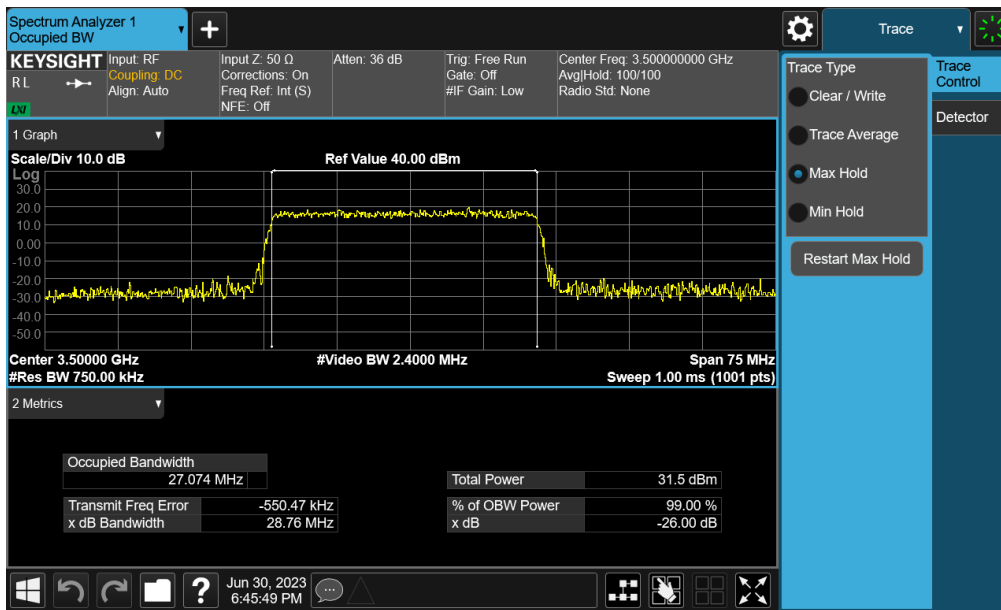 Spectrum Analyzer 1
Occupied BW
+
Trace
KEYSIGHT
R L
LXI
Input: RF
Coupling: DC
Align: Auto
Input Z: 50 Ω
Corrections: On
Freq Ref: Int (S)
NFE: Off
Atten: 36 dB
Trig: Free Run
Gate: Off
#IF Gain: Low
Center Freq: 3.500000000 GHz
Avg|Hold: 100/100
Radio Std: None
Trace Type
Clear / Write
Trace Average
Max Hold
Min Hold
Restart Max Hold
Trace
Control
Detector
1 Graph
Scale/Div 10.0 dB
Ref Value 40.00 dBm
Log
30.0
20.0
10.0
0.00
-10.0
-20.0
-30.0
-40.0
-50.0
Center 3.50000 GHz
#Video BW 2.4000 MHz
Span 75 MHz
#Res BW 750.00 kHz
Sweep 1.00 ms (1001 pts)
2 Metrics
Occupied Bandwidth
27.074 MHz
Total Power 31.5 dBm
Transmit Freq Error -550.47 kHz
% of OBW Power 99.00 %
x dB Bandwidth 28.76 MHz
x dB -26.00 dB
?
Jun 30, 2023
6:45:49 PM